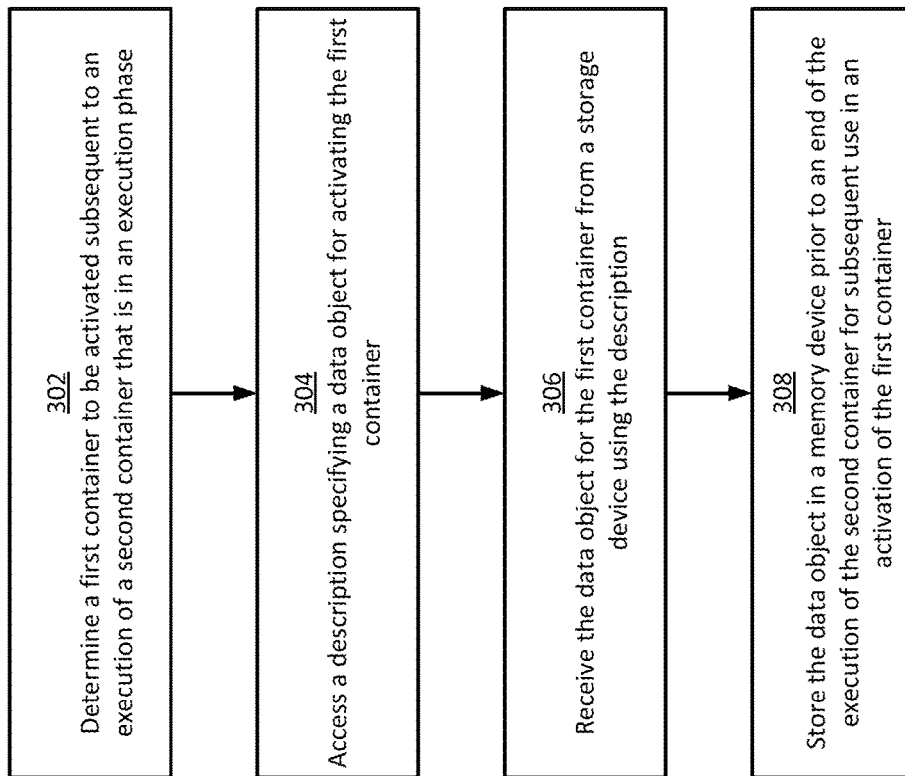 302
Determine a first container to be activated subsequent to an
execution of a second container that is in an execution phase
304
Access a description specifying a data object for activating the first
container
306
Receive the data object for the first container from a storage
device using the description
308
Store the data object in a memory device prior to an end of the
execution of the second container for subsequent use in an
activation of the first container